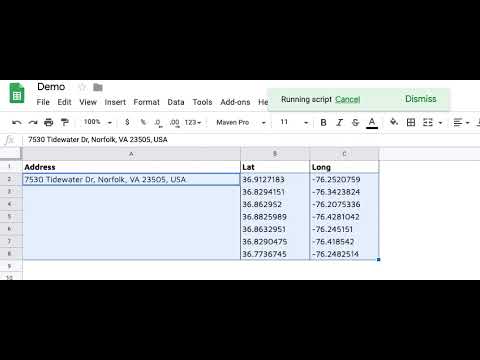 Demo
File Edit View Insert Format Data Tools Add-ons He
Running script Cancel Dismiss
100% $ % .0 .00 123 Maven Pro 11 B I S A
fx 7530 Tidewater Dr, Norfolk, VA 23505, USA
A B C
1 Address Lat Long
2 7530 Tidewater Dr, Norfolk, VA 23505, USA 36.9127183 -76.2520759
3 36.8294151 -76.3423824
4 36.862952 -76.2075336
5 36.8825989 -76.4281042
6 36.8632951 -76.245151
7 36.8290475 -76.418542
8 36.7736745 -76.2482514
10